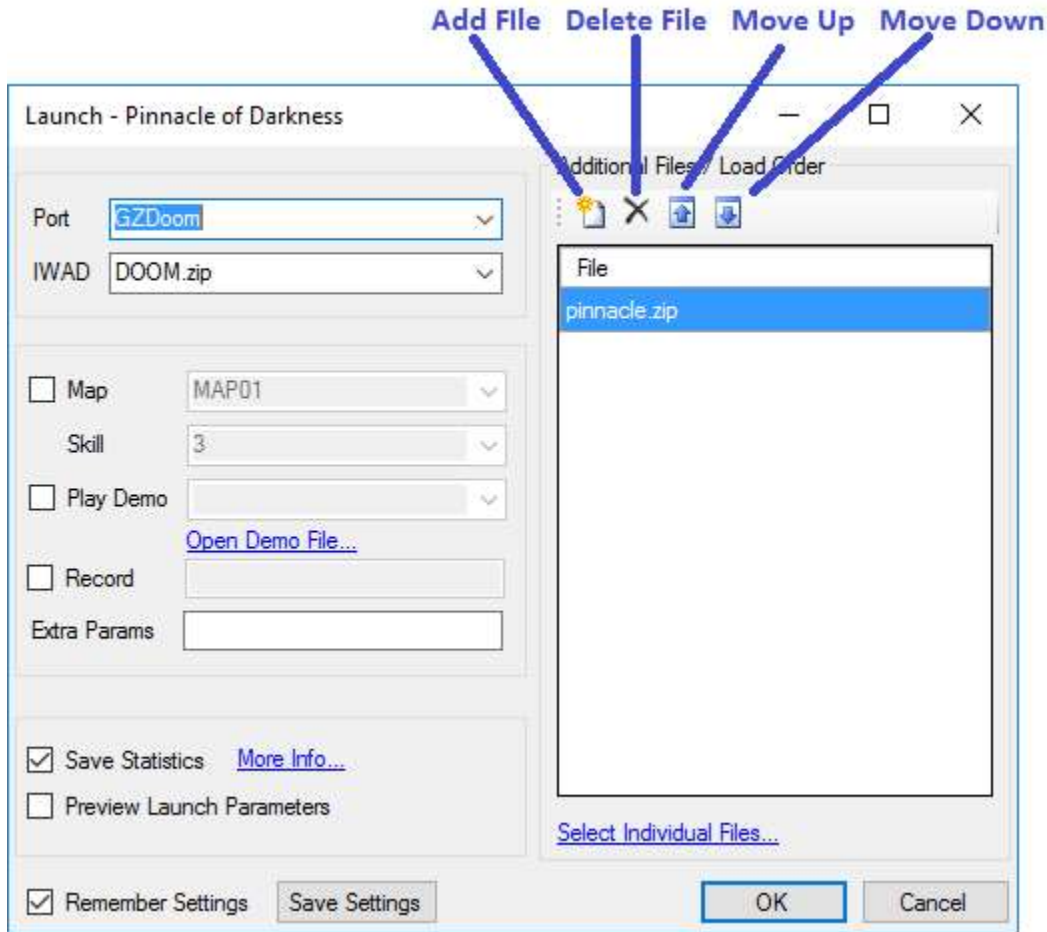 Add FIle Delete File Move Up Move Down
Launch - Pinnacle of Darkness
Additional Files / Load Order
Port GZDoom
IWAD DOOM.zip
File
pinnacle.zip
Map MAP01
Skill 3
Play Demo
Open Demo File...
Record
Extra Params
Save Statistics More Info...
Preview Launch Parameters
Select Individual Files...
Remember Settings Save Settings OK Cancel